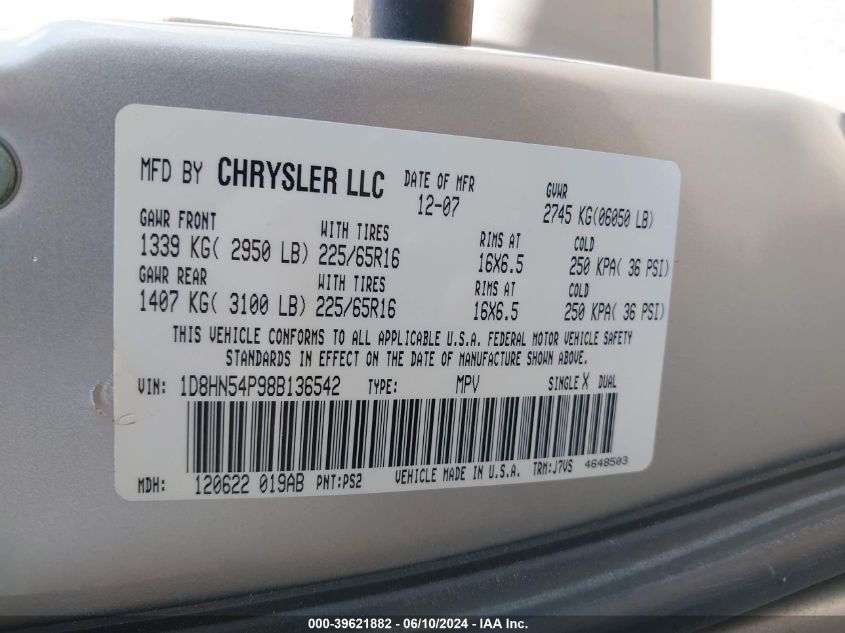 MFD BY CHRYSLER LLC DATE OF MFR 12-07 GVWR 2745 KG(06050 LB)
GAWR FRONT WITH TIRES RIMS AT COLD
1339 KG( 2950 LB) 225/65R16 16X6.5 250 KPA( 36 PSI)
GAWR REAR WITH TIRES RIMS AT COLD
1407 KG( 3100 LB) 225/65R16 16X6.5 250 KPA( 36 PSI)
THIS VEHICLE CONFORMS TO ALL APPLICABLE U.S.A. FEDERAL MOTOR VEHICLE SAFETY
STANDARDS IN EFFECT ON THE DATE OF MANUFACTURE SHOWN ABOVE.
VIN: 1D8HN54P98B136542 TYPE: MPV SINGLE X DUAL
MDH: 120622 019AB PNT:PS2 VEHICLE MADE IN U.S.A. TRM:J7VS 4648503
000-39621882 - 06/10/2024 - IAA Inc.